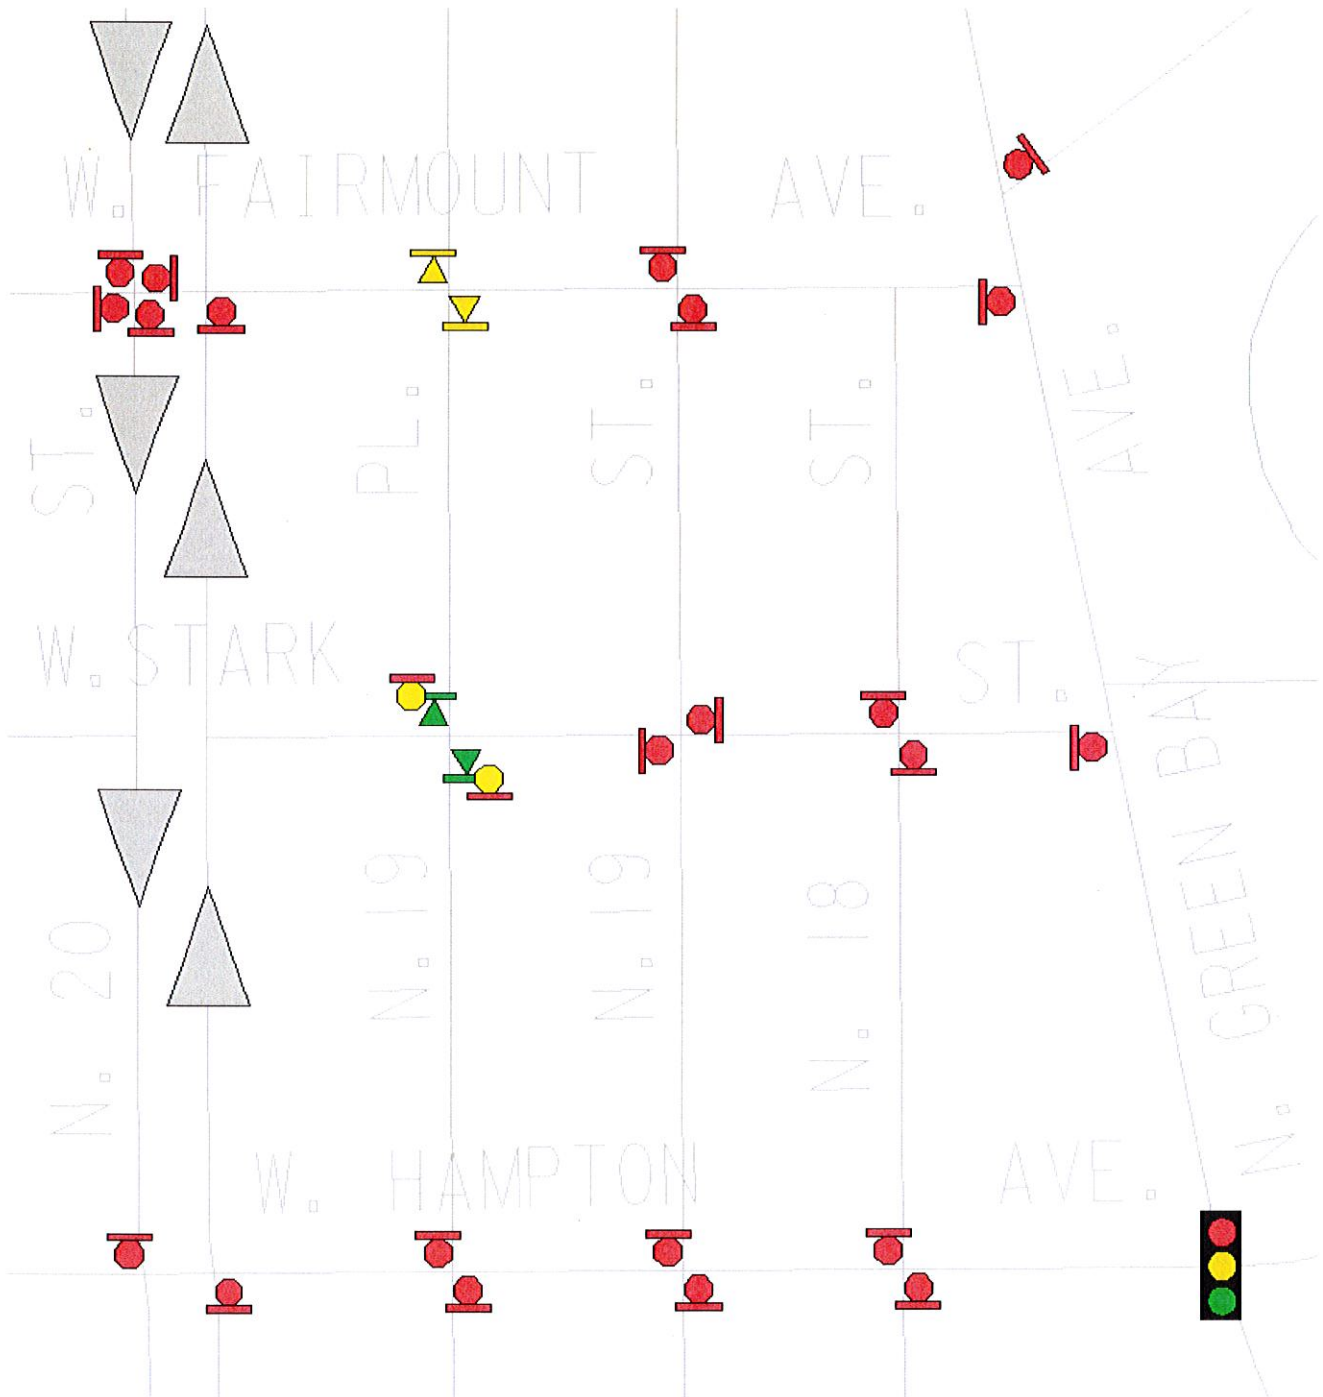 W. FAIRMOUNT AVE.
W. STARK ST.
W. HAMPTON AVE.
N. 20 ST.
N. 19 PL.
N. 19 ST.
N. 18 ST.
N. GREEN BAY AVE.